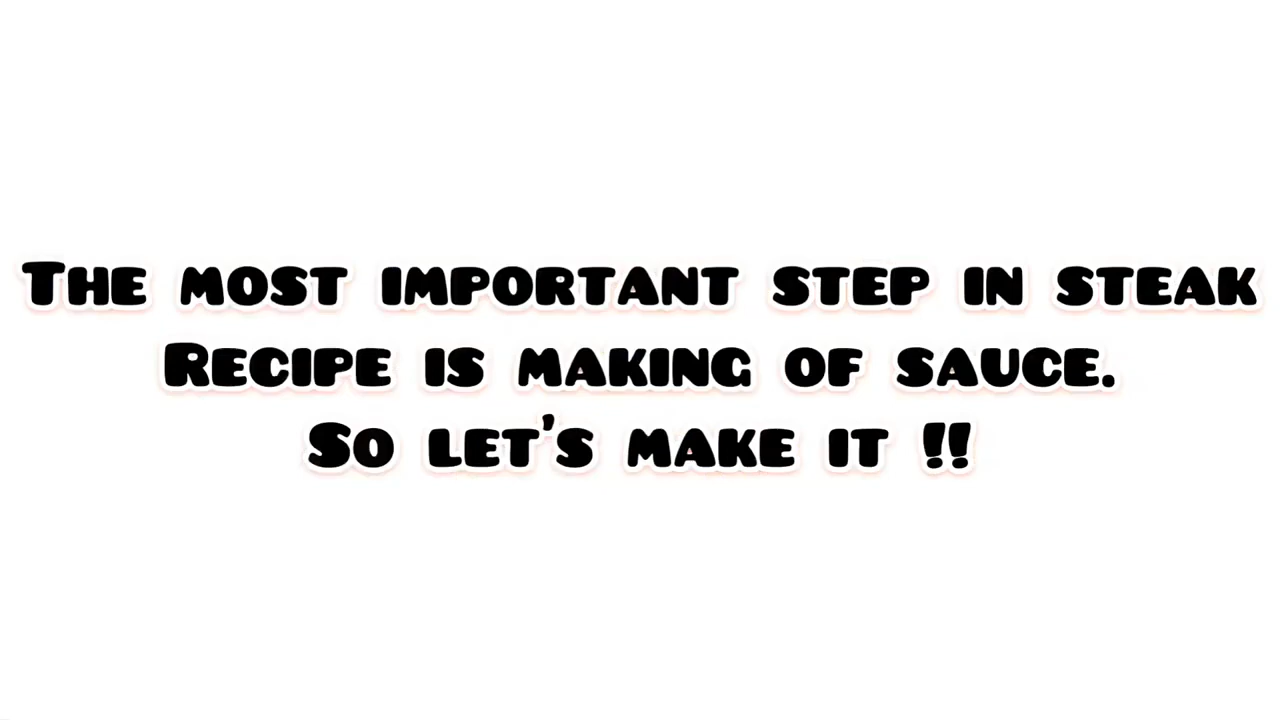 The most important step in steak
Recipe is making of sauce.
So let's make it !!